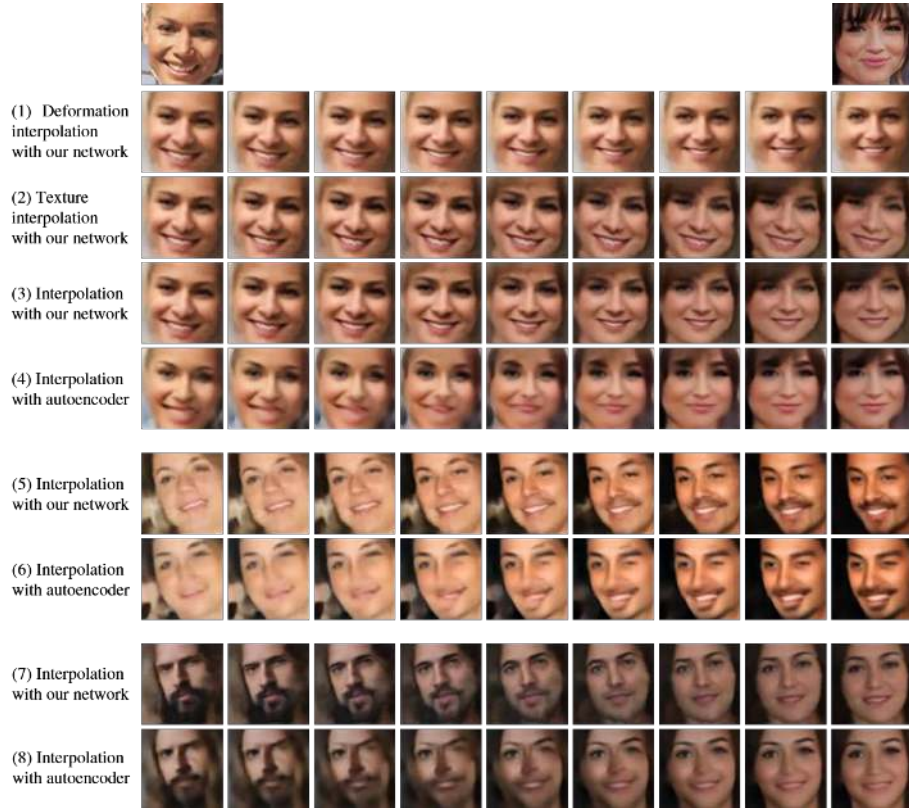 (1) Deformation
interpolation
with our network
(2) Texture
interpolation
with our network
(3) Interpolation
with our network
(4) Interpolation
with autoencoder
(5) Interpolation
with our network
(6) Interpolation
with autoencoder
(7) Interpolation
with our network
(8) Interpolation
with autoencoder